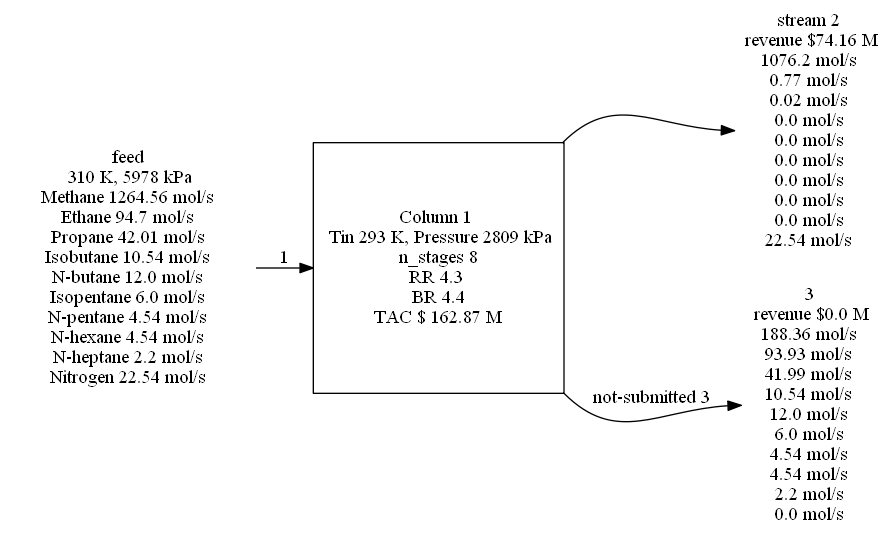 feed
310 K, 5978 kPa
Methane 1264.56 mol/s
Ethane 94.7 mol/s
Propane 42.01 mol/s
Isobutane 10.54 mol/s
N-butane 12.0 mol/s
Isopentane 6.0 mol/s
N-pentane 4.54 mol/s
N-hexane 4.54 mol/s
N-heptane 2.2 mol/s
Nitrogen 22.54 mol/s
1
Column 1
Tin 293 K, Pressure 2809 kPa
n_stages 8
RR 4.3
BR 4.4
TAC $ 162.87 M
stream 2
revenue $74.16 M
1076.2 mol/s
0.77 mol/s
0.02 mol/s
0.0 mol/s
0.0 mol/s
0.0 mol/s
0.0 mol/s
0.0 mol/s
0.0 mol/s
22.54 mol/s
not-submitted 3
3
revenue $0.0 M
188.36 mol/s
93.93 mol/s
41.99 mol/s
10.54 mol/s
12.0 mol/s
6.0 mol/s
4.54 mol/s
4.54 mol/s
2.2 mol/s
0.0 mol/s